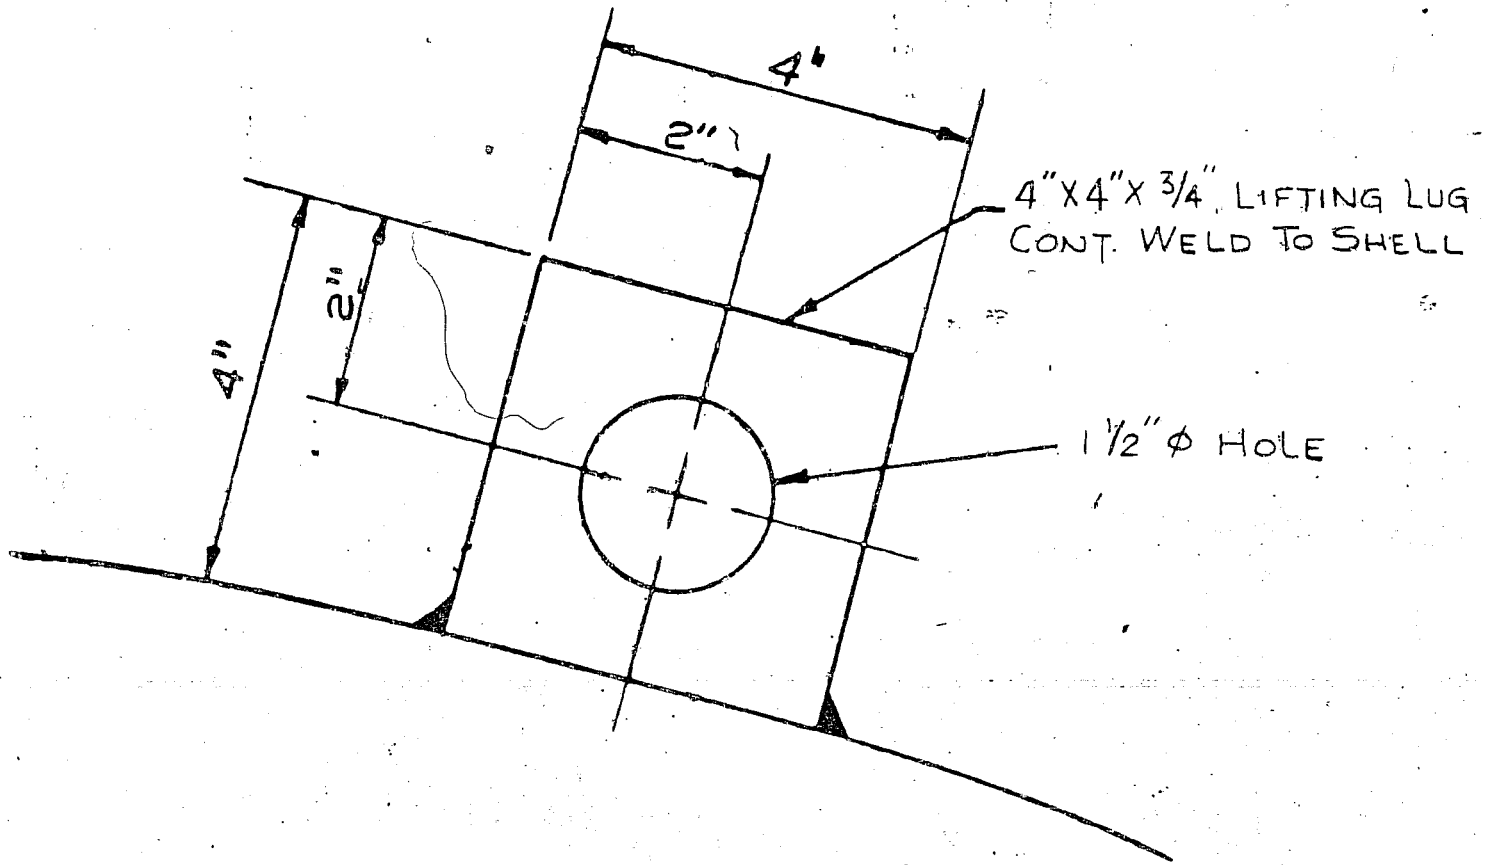 4"
2"
4"X4"X 3/4" LIFTING LUG
CONT. WELD TO SHELL
2"
4"
1 1/2" φ HOLE